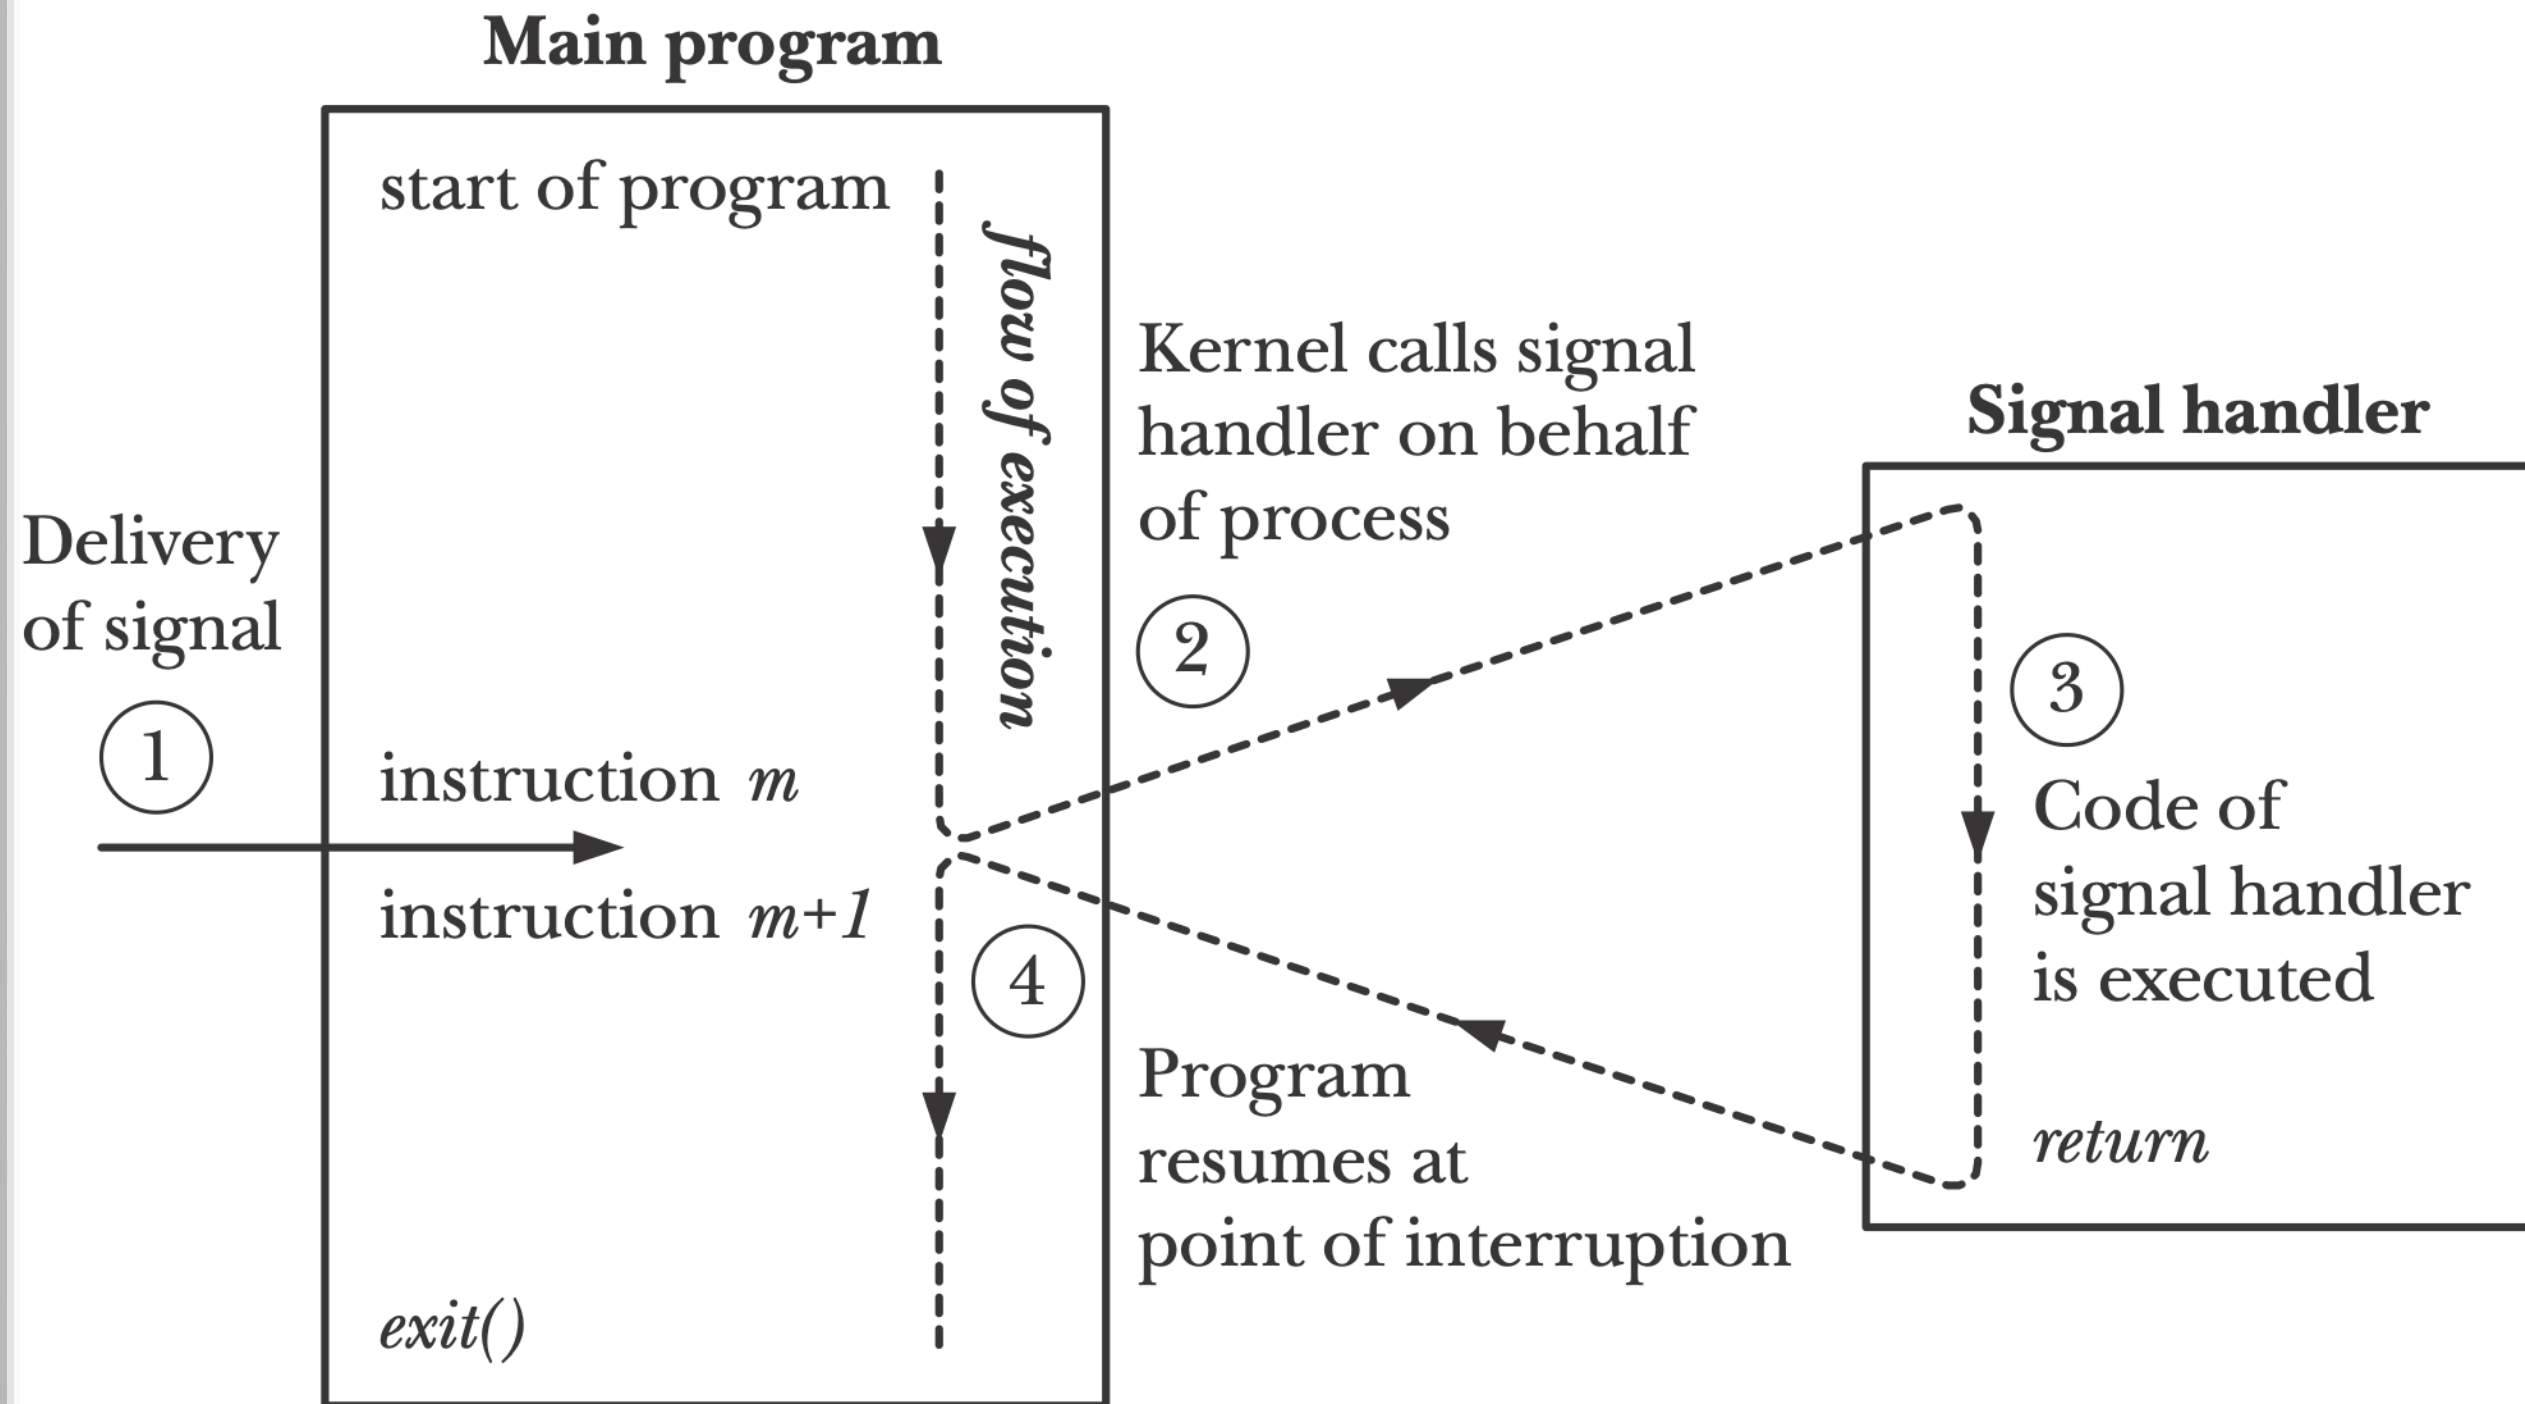 Main program
start of program
flow of execution
Delivery
of signal
1
instruction m
instruction m+1
exit()
Kernel calls signal
handler on behalf
of process
2
Signal handler
3
Code of
signal handler
is executed
return
4
Program
resumes at
point of interruption